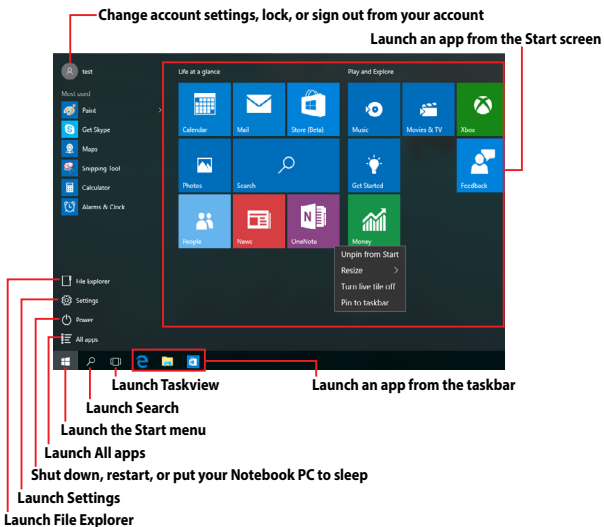 Change account settings, lock, or sign out from your account
Launch an app from the Start screen
test
Most used
Paint
Get Skype
Maps
Snipping Tool
Calculator
Alarms & Clock
File Explorer
Settings
Power
All apps
Life at a glance
Play and Explore
Calendar
Mail
Store (Beta)
Music
Movies & TV
Xbox
Photos
Search
Get Started
Feedback
People
News
OneNote
Money
Unpin from Start
Resize
Turn live tile off
Pin to taskbar
Launch Taskview
Launch an app from the taskbar
Launch Search
Launch the Start menu
Launch All apps
Shut down, restart, or put your Notebook PC to sleep
Launch Settings
Launch File Explorer